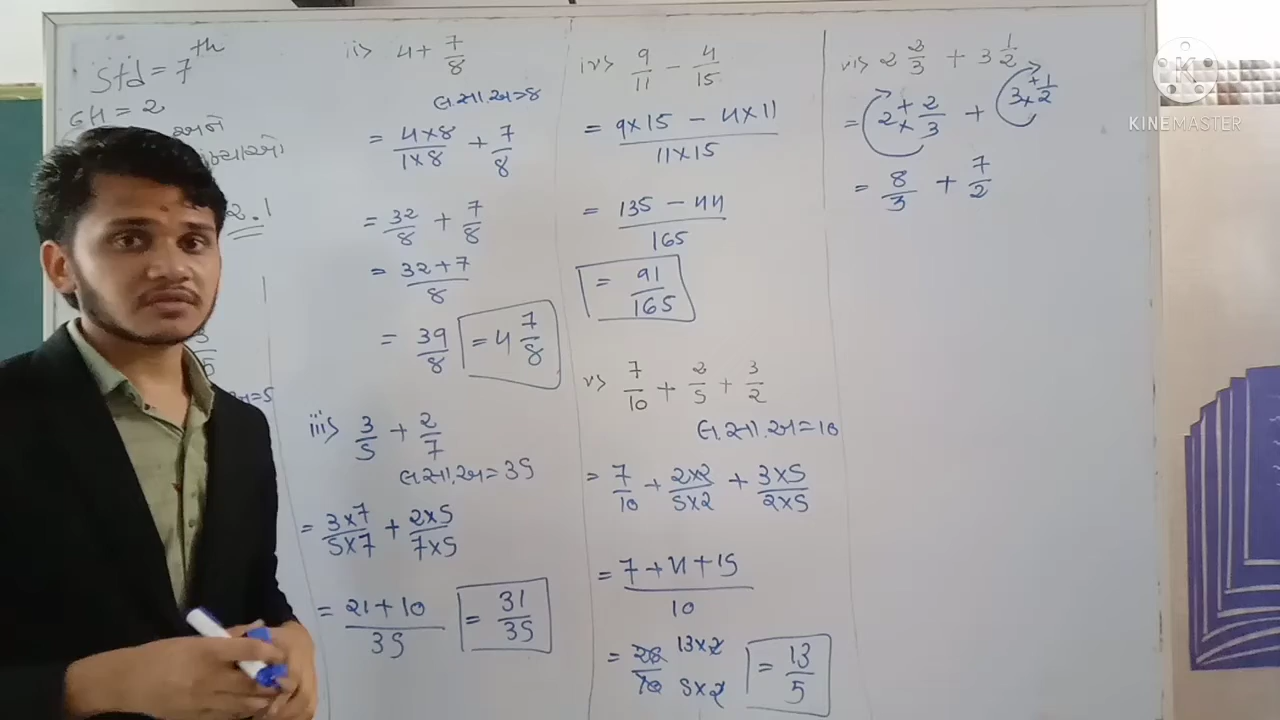 Std = 7th
= 2
અને
2.1
ii> 4 + 7/8
લ.સા.અ = 8
= 4 × 8/1 × 8 + 7/8
= 32/8 + 7/8
= 32 + 7/8
= 39/8 = 4 7/8
iii> 3/5 + 2/7
લ.સા.અ = 35
= 3 × 7/5 × 7 + 2 × 5/7 × 5
= 21 + 10/35 = 31/35
iv> 9/11 - 4/15
= 9 × 15 - 4 × 11/11 × 15
= 135 - 44/165
= 91/165
v> 7/10 + 2/5 + 3/2
લ.સા.અ = 10
= 7/10 + 2 × 2/5 × 2 + 3 × 5/2 × 5
= 7 + 4 + 15/10
= 26/10 13 × 2/5 × 2 = 13/5
vi> 2 2/3 + 3 1/2
= 2 + × 2/3 + 3 + × 1/2
= 8/3 + 7/2
K
KINEMASTER